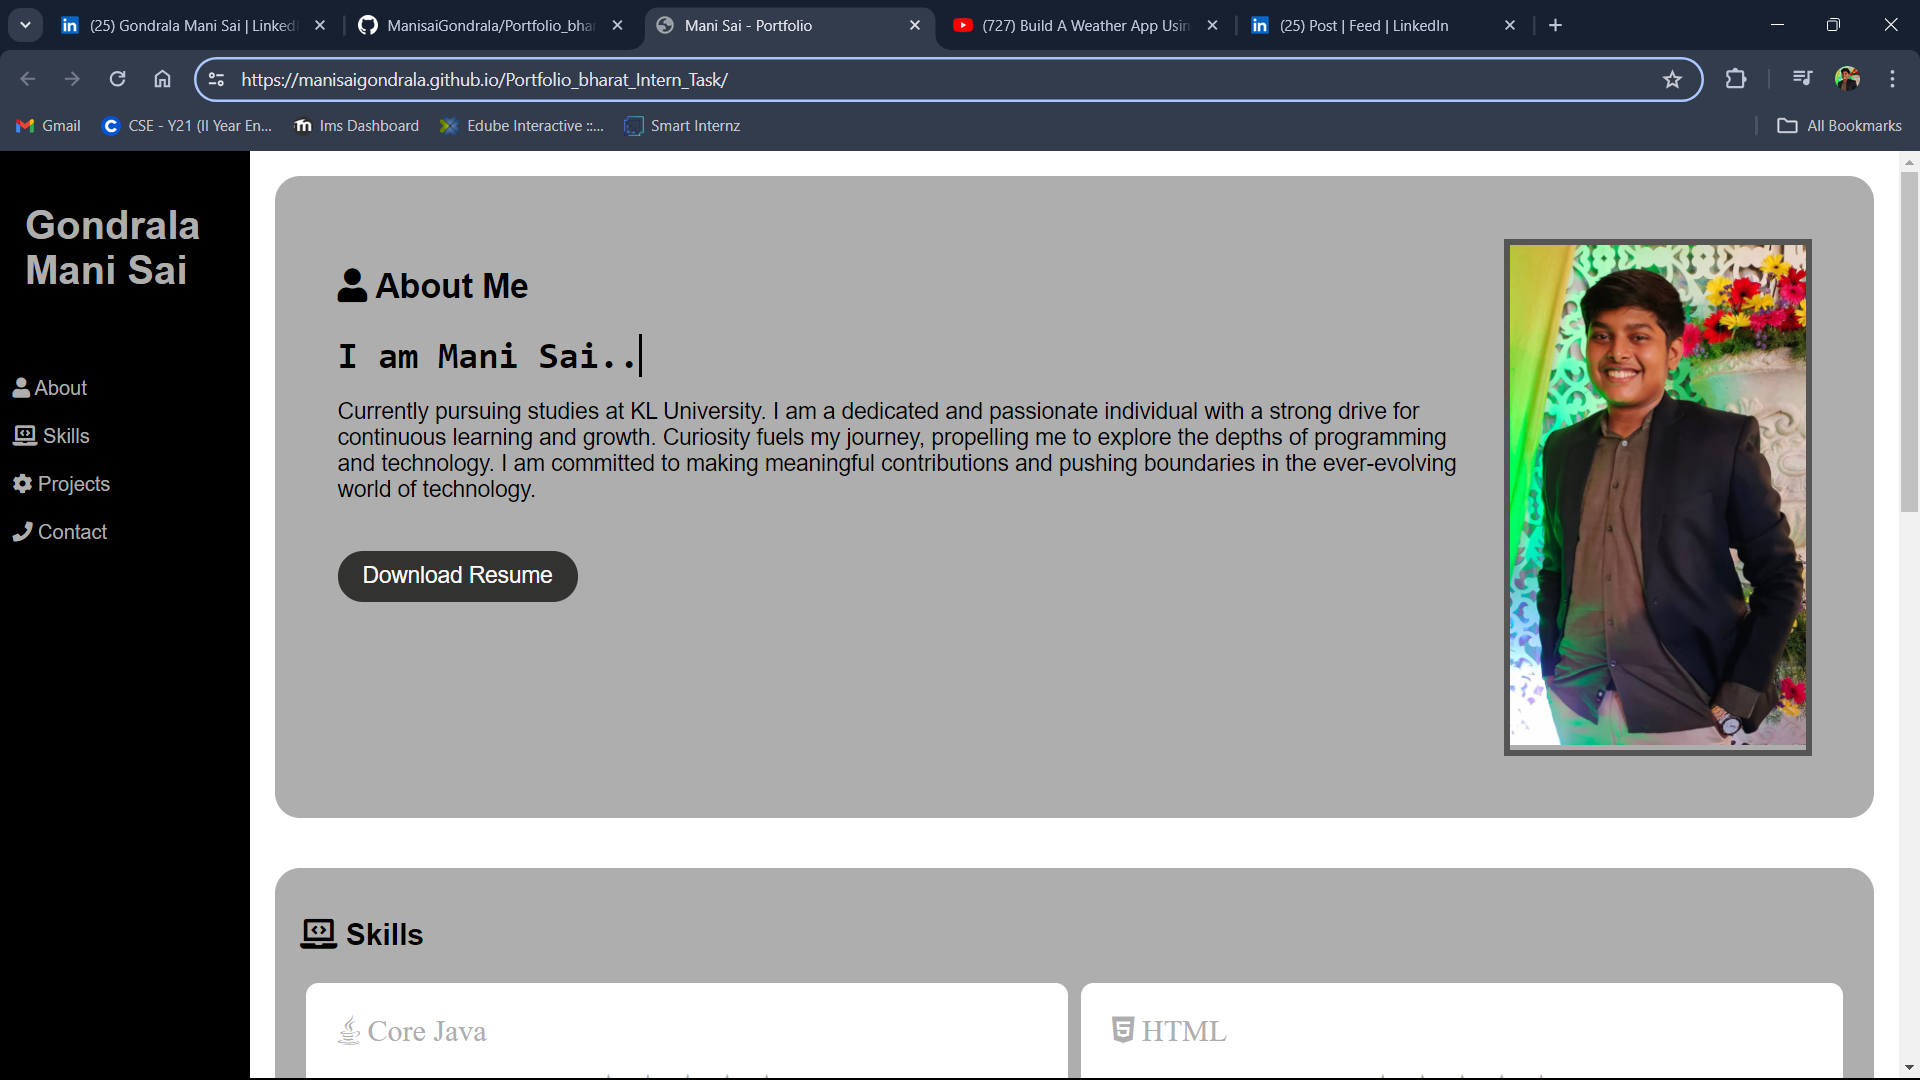 (25) Gondrala Mani Sai | LinkedI
ManisaiGondrala/Portfolio_bhar
Mani Sai - Portfolio
(727) Build A Weather App Usin
(25) Post | Feed | LinkedIn
https://manisaigondrala.github.io/Portfolio_bharat_Intern_Task/
Gmail
CSE - Y21 (II Year En...
lms Dashboard
Edube Interactive ::...
Smart Internz
All Bookmarks
Gondrala
Mani Sai
About
Skills
Projects
Contact
About Me
I am Mani Sai..
Currently pursuing studies at KL University. I am a dedicated and passionate individual with a strong drive for
continuous learning and growth. Curiosity fuels my journey, propelling me to explore the depths of programming
and technology. I am committed to making meaningful contributions and pushing boundaries in the ever-evolving
world of technology.
Download Resume
Skills
Core Java
HTML